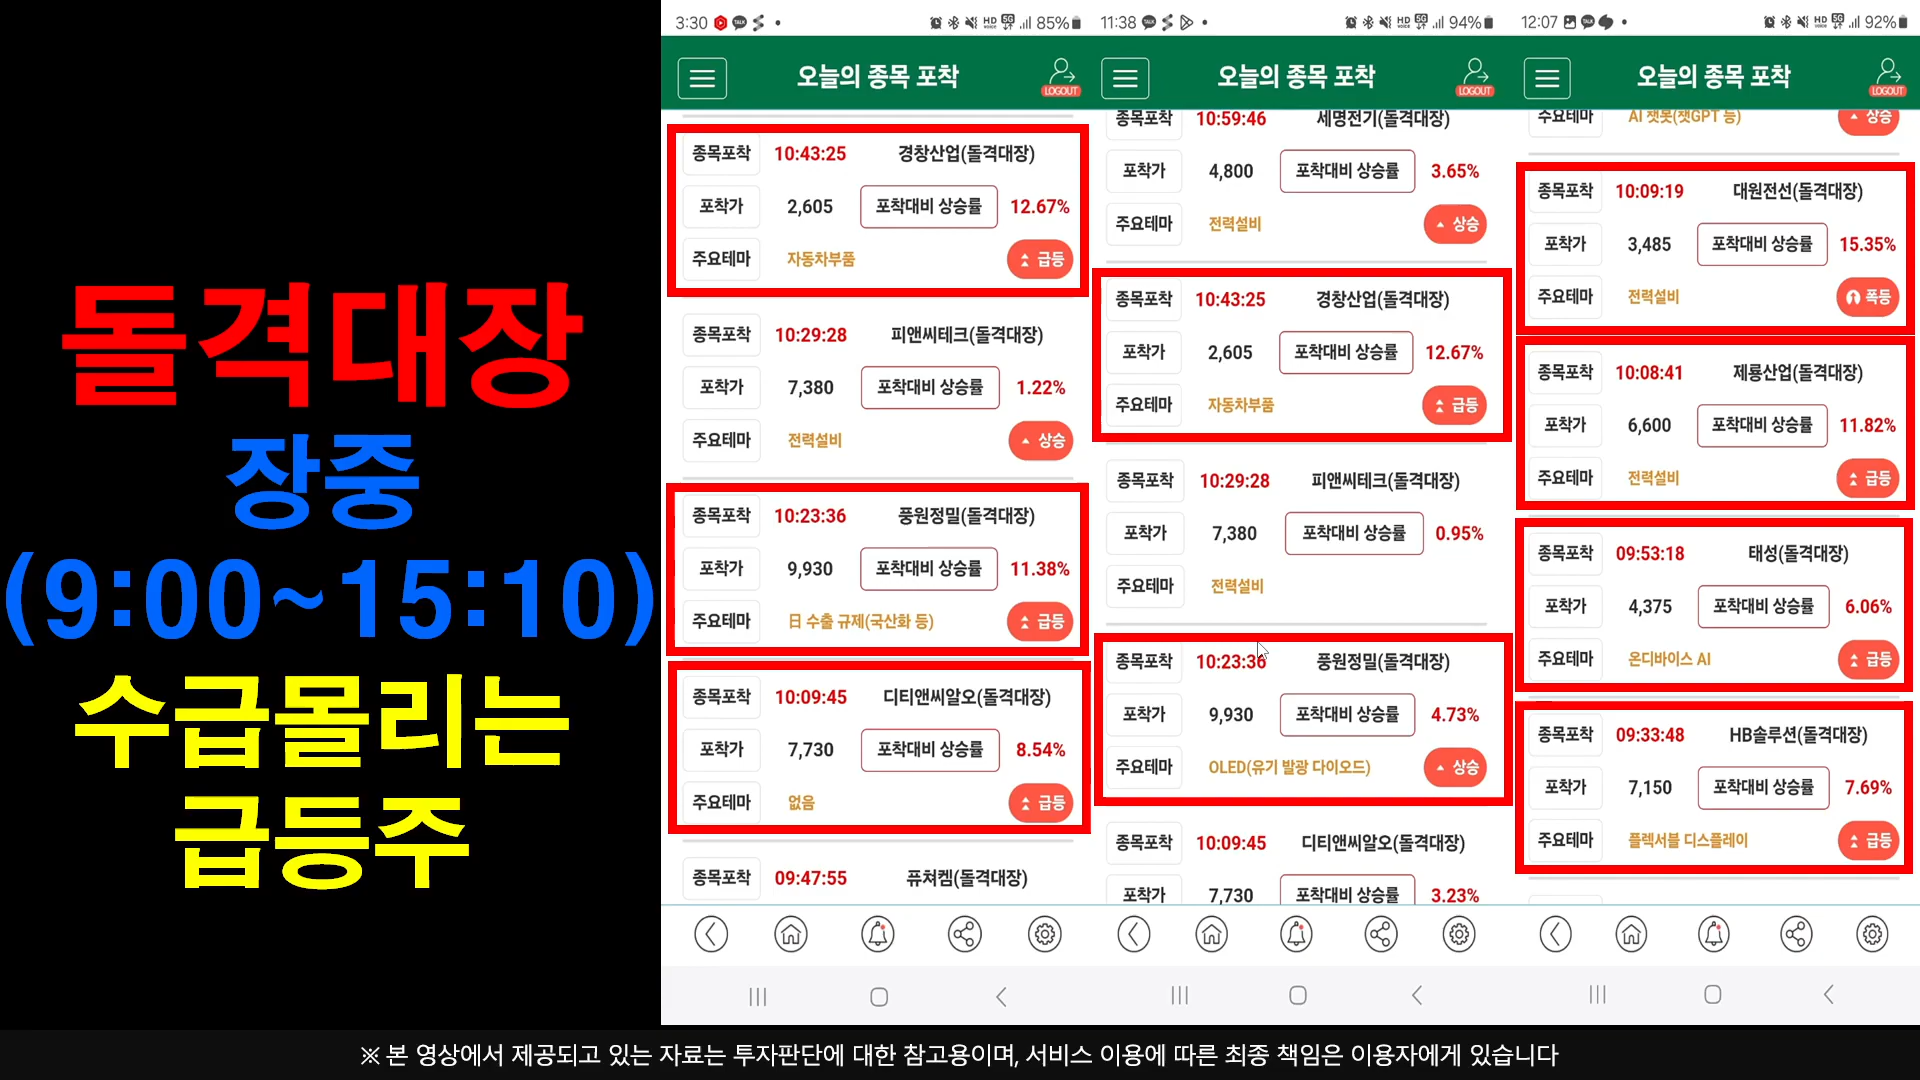 돌격대장
장중
(9:00~15:10)
수급몰리는
급등주
3:30
85%
오늘의 종목 포착
LOGOUT
종목포착 10:43:25 경창산업(돌격대장)
포착가 2,605 포착대비 상승률 12.67%
주요테마 자동차부품 급등
종목포착 10:29:28 피앤씨테크(돌격대장)
포착가 7,380 포착대비 상승률 1.22%
주요테마 전력설비 상승
종목포착 10:23:36 풍원정밀(돌격대장)
포착가 9,930 포착대비 상승률 11.38%
주요테마 日 수출 규제(국산화 등) 급등
종목포착 10:09:45 디티앤씨알오(돌격대장)
포착가 7,730 포착대비 상승률 8.54%
주요테마 없음 급등
종목포착 09:47:55 퓨쳐켐(돌격대장)
11:38
94%
오늘의 종목 포착
LOGOUT
종목포착 10:59:46 세명전기(돌격대장)
포착가 4,800 포착대비 상승률 3.65%
주요테마 전력설비 상승
종목포착 10:43:25 경창산업(돌격대장)
포착가 2,605 포착대비 상승률 12.67%
주요테마 자동차부품 급등
종목포착 10:29:28 피앤씨테크(돌격대장)
포착가 7,380 포착대비 상승률 0.95%
주요테마 전력설비
종목포착 10:23:36 풍원정밀(돌격대장)
포착가 9,930 포착대비 상승률 4.73%
주요테마 OLED(유기 발광 다이오드) 상승
종목포착 10:09:45 디티앤씨알오(돌격대장)
포착가 7,730 포착대비 상승률 3.23%
12:07
92%
오늘의 종목 포착
LOGOUT
주요테마 AI 챗봇(챗GPT 등) 상승
종목포착 10:09:19 대원전선(돌격대장)
포착가 3,485 포착대비 상승률 15.35%
주요테마 전력설비 폭등
종목포착 10:08:41 제룡산업(돌격대장)
포착가 6,600 포착대비 상승률 11.82%
주요테마 전력설비 급등
종목포착 09:53:18 태성(돌격대장)
포착가 4,375 포착대비 상승률 6.06%
주요테마 온디바이스 AI 급등
종목포착 09:33:48 HB솔루션(돌격대장)
포착가 7,150 포착대비 상승률 7.69%
주요테마 플렉서블 디스플레이 급등
※ 본 영상에서 제공되고 있는 자료는 투자판단에 대한 참고용이며, 서비스 이용에 따른 최종 책임은 이용자에게 있습니다